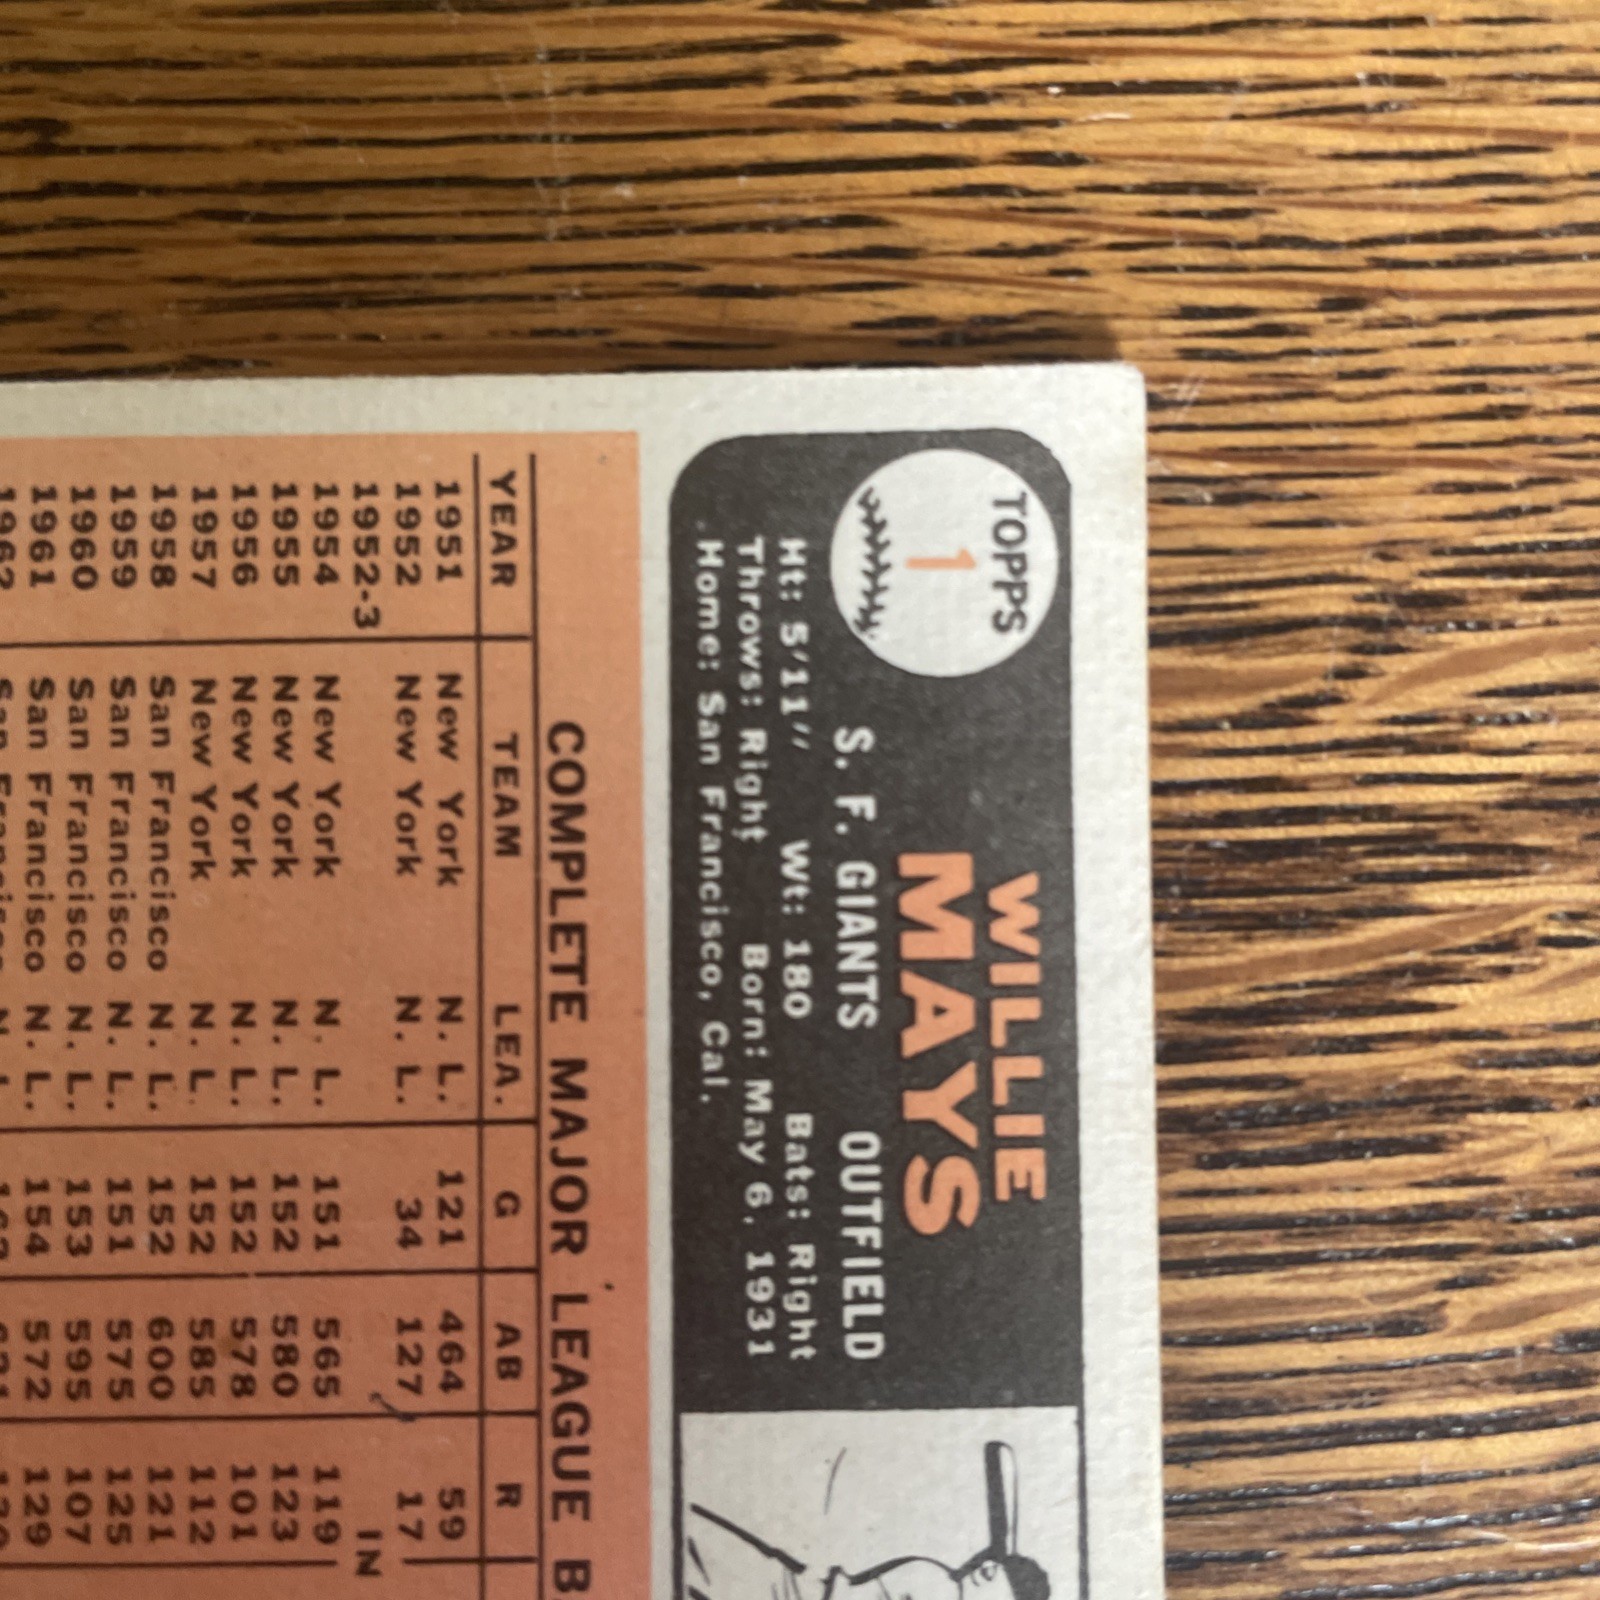 TOPPS
1
WILLIE
MAYS
S. F. GIANTS OUTFIELD
Ht: 5'11" Wt: 180 Bats: Right
Throws: Right Born: May 6, 1931
Home: San Francisco, Cal.
COMPLETE MAJOR LEAGUE
YEAR TEAM LEA. G AB R
1951 New York N. L. 121 464 59
1952 New York N. L. 34 127 17
1952-3 IN
1954 New York N. L. 151 565 119
1955 New York N. L. 152 580 123
1956 New York N. L. 152 578 101
1957 New York N. L. 152 585 112
1958 San Francisco N. L. 152 600 121
1959 San Francisco N. L. 151 575 125
1960 San Francisco N. L. 153 595 107
1961 San Francisco N. L. 154 572 129
1962 San Francisco N. L.